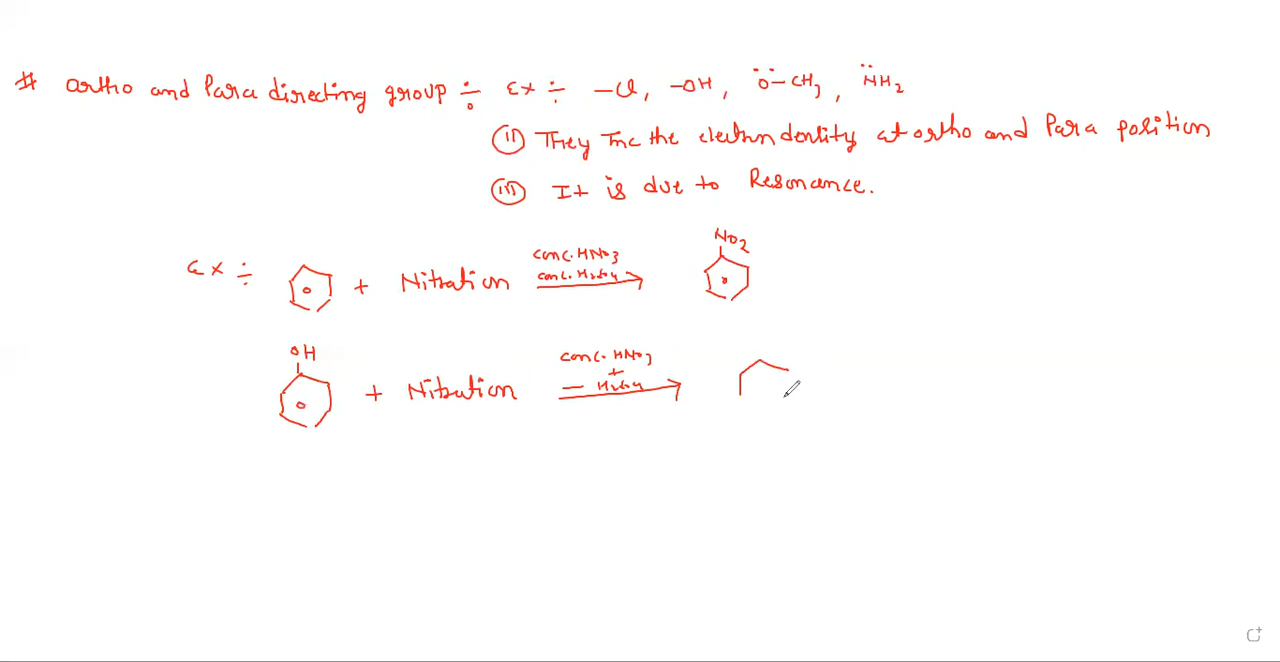 # ortho and Para directing group ÷ Ex ÷ -Cl, -OH, Ö-CH3, N̈H2
(ii) They Inc the electron density at ortho and Para position
(iii) It is due to Resonance.
Ex ÷ + Nitration conc. HNO3 conc. H2SO4 NO2
OH + Nitration conc. HNO3 + — H2SO4